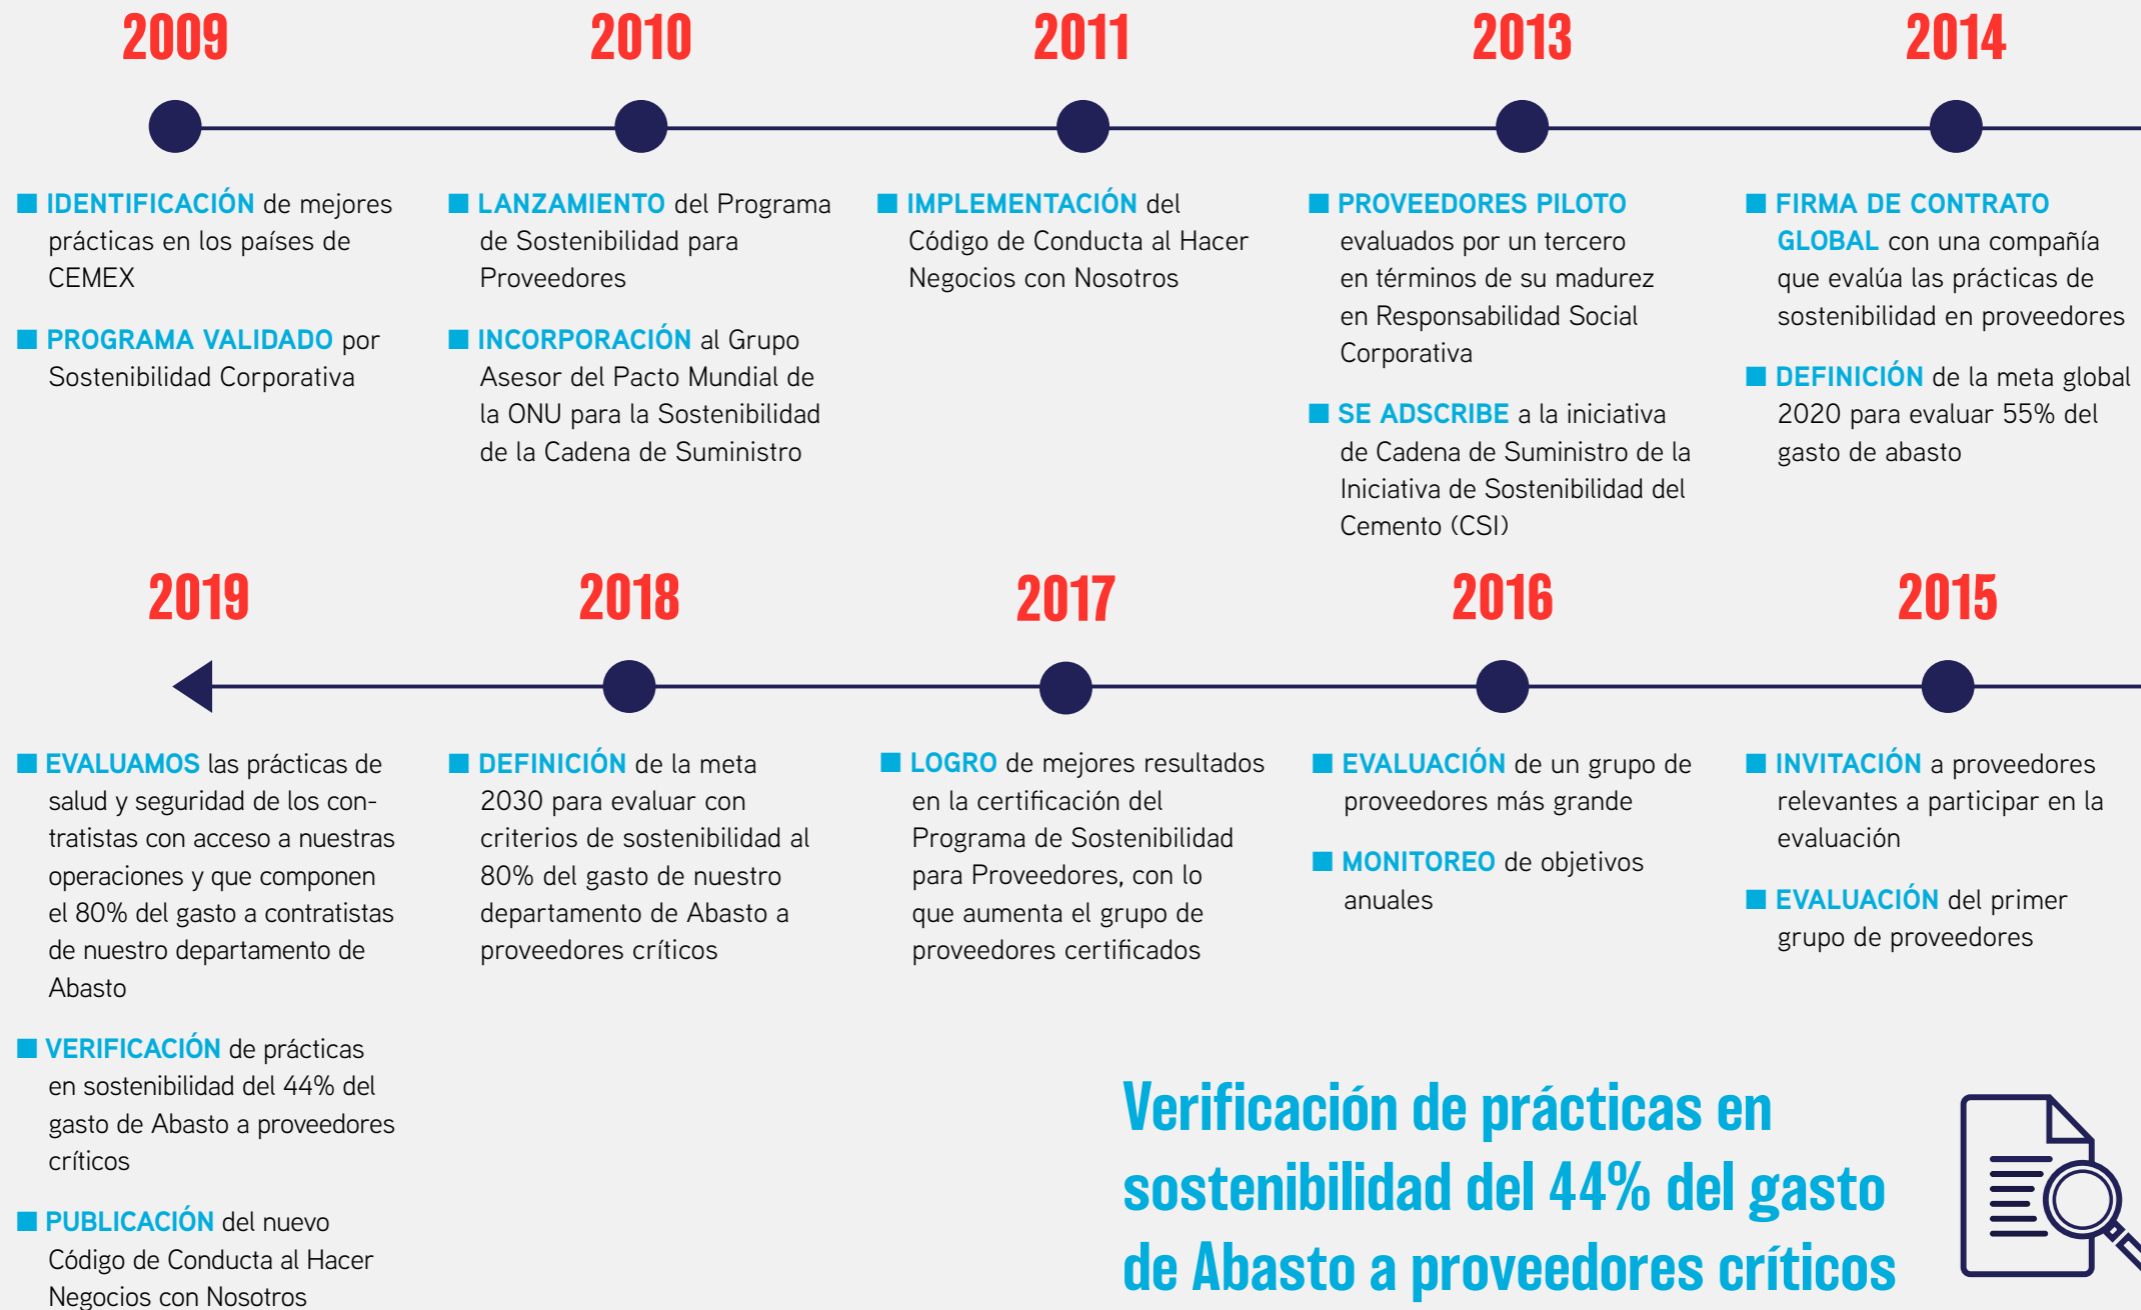 2009
IDENTIFICACIÓN de mejores
prácticas en los países de
CEMEX
PROGRAMA VALIDADO por
Sostenibilidad Corporativa
2010
LANZAMIENTO del Programa
de Sostenibilidad para
Proveedores
INCORPORACIÓN al Grupo
Asesor del Pacto Mundial de
la ONU para la Sostenibilidad
de la Cadena de Suministro
2011
IMPLEMENTACIÓN del
Código de Conducta al Hacer
Negocios con Nosotros
2013
PROVEEDORES PILOTO
evaluados por un tercero
en términos de su madurez
en Responsabilidad Social
Corporativa
SE ADSCRIBE a la iniciativa
de Cadena de Suministro de la
Iniciativa de Sostenibilidad del
Cemento (CSI)
2014
FIRMA DE CONTRATO
GLOBAL con una compañía
que evalúa las prácticas de
sostenibilidad en proveedores
DEFINICIÓN de la meta global
2020 para evaluar 55% del
gasto de abasto
2019
EVALUAMOS las prácticas de
salud y seguridad de los con-
tratistas con acceso a nuestras
operaciones y que componen
el 80% del gasto a contratistas
de nuestro departamento de
Abasto
VERIFICACIÓN de prácticas
en sostenibilidad del 44% del
gasto de Abasto a proveedores
críticos
PUBLICACIÓN del nuevo
Código de Conducta al Hacer
Negocios con Nosotros
2018
DEFINICIÓN de la meta
2030 para evaluar con
criterios de sostenibilidad al
80% del gasto de nuestro
departamento de Abasto a
proveedores críticos
2017
LOGRO de mejores resultados
en la certificación del
Programa de Sostenibilidad
para Proveedores, con lo
que aumenta el grupo de
proveedores certificados
2016
EVALUACIÓN de un grupo de
proveedores más grande
MONITOREO de objetivos
anuales
2015
INVITACIÓN a proveedores
relevantes a participar en la
evaluación
EVALUACIÓN del primer
grupo de proveedores
Verificación de prácticas en
sostenibilidad del 44% del gasto
de Abasto a proveedores críticos